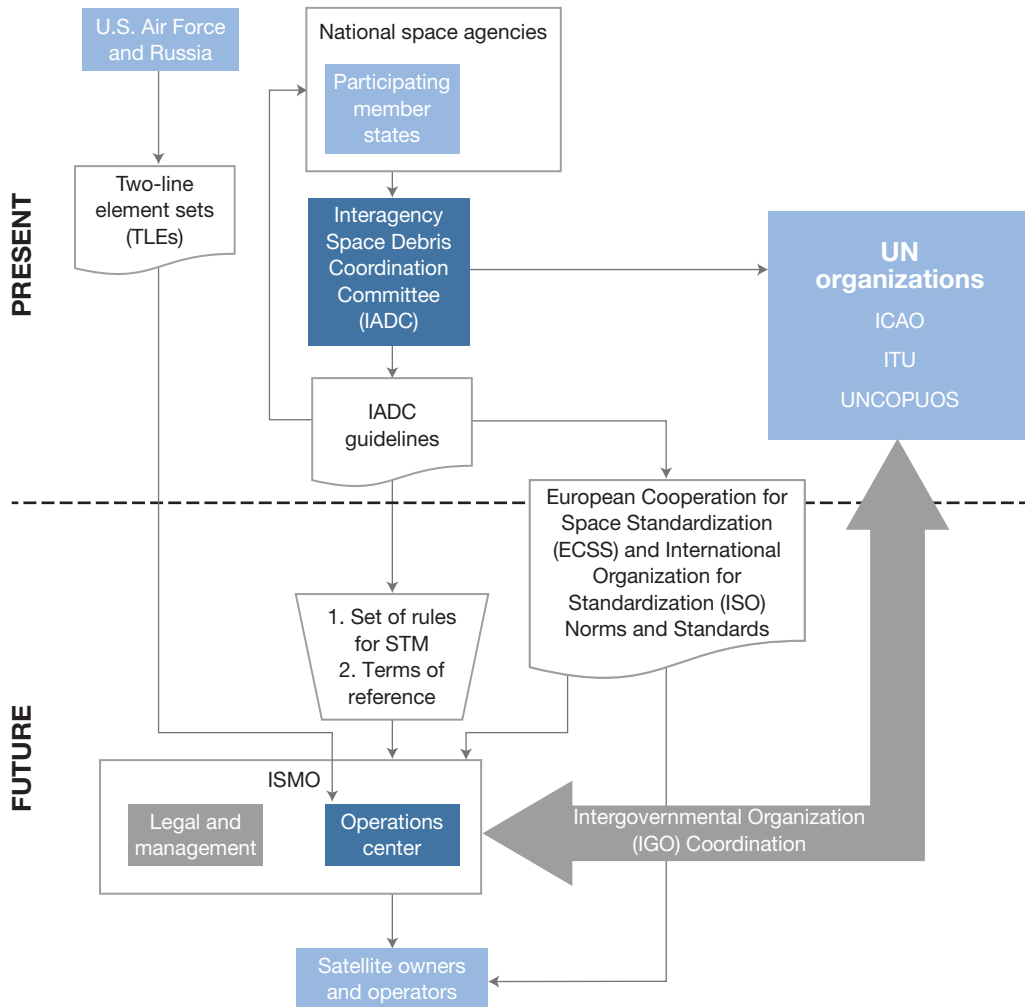 U.S. Air Force
and Russia
National space agencies
Participating
member
states
PRESENT
Two-line
element sets
(TLEs)
Interagency
Space Debris
Coordination
Committee
(IADC)
UN
organizations
ICAO
ITU
UNCOPUOS
IADC
guidelines
European Cooperation for
Space Standardization
(ECSS) and International
Organization for
Standardization (ISO)
Norms and Standards
FUTURE
1. Set of rules
for STM
2. Terms of
reference
ISMO
Legal and
management
Operations
center
Intergovernmental Organization
(IGO) Coordination
Satellite owners
and operators